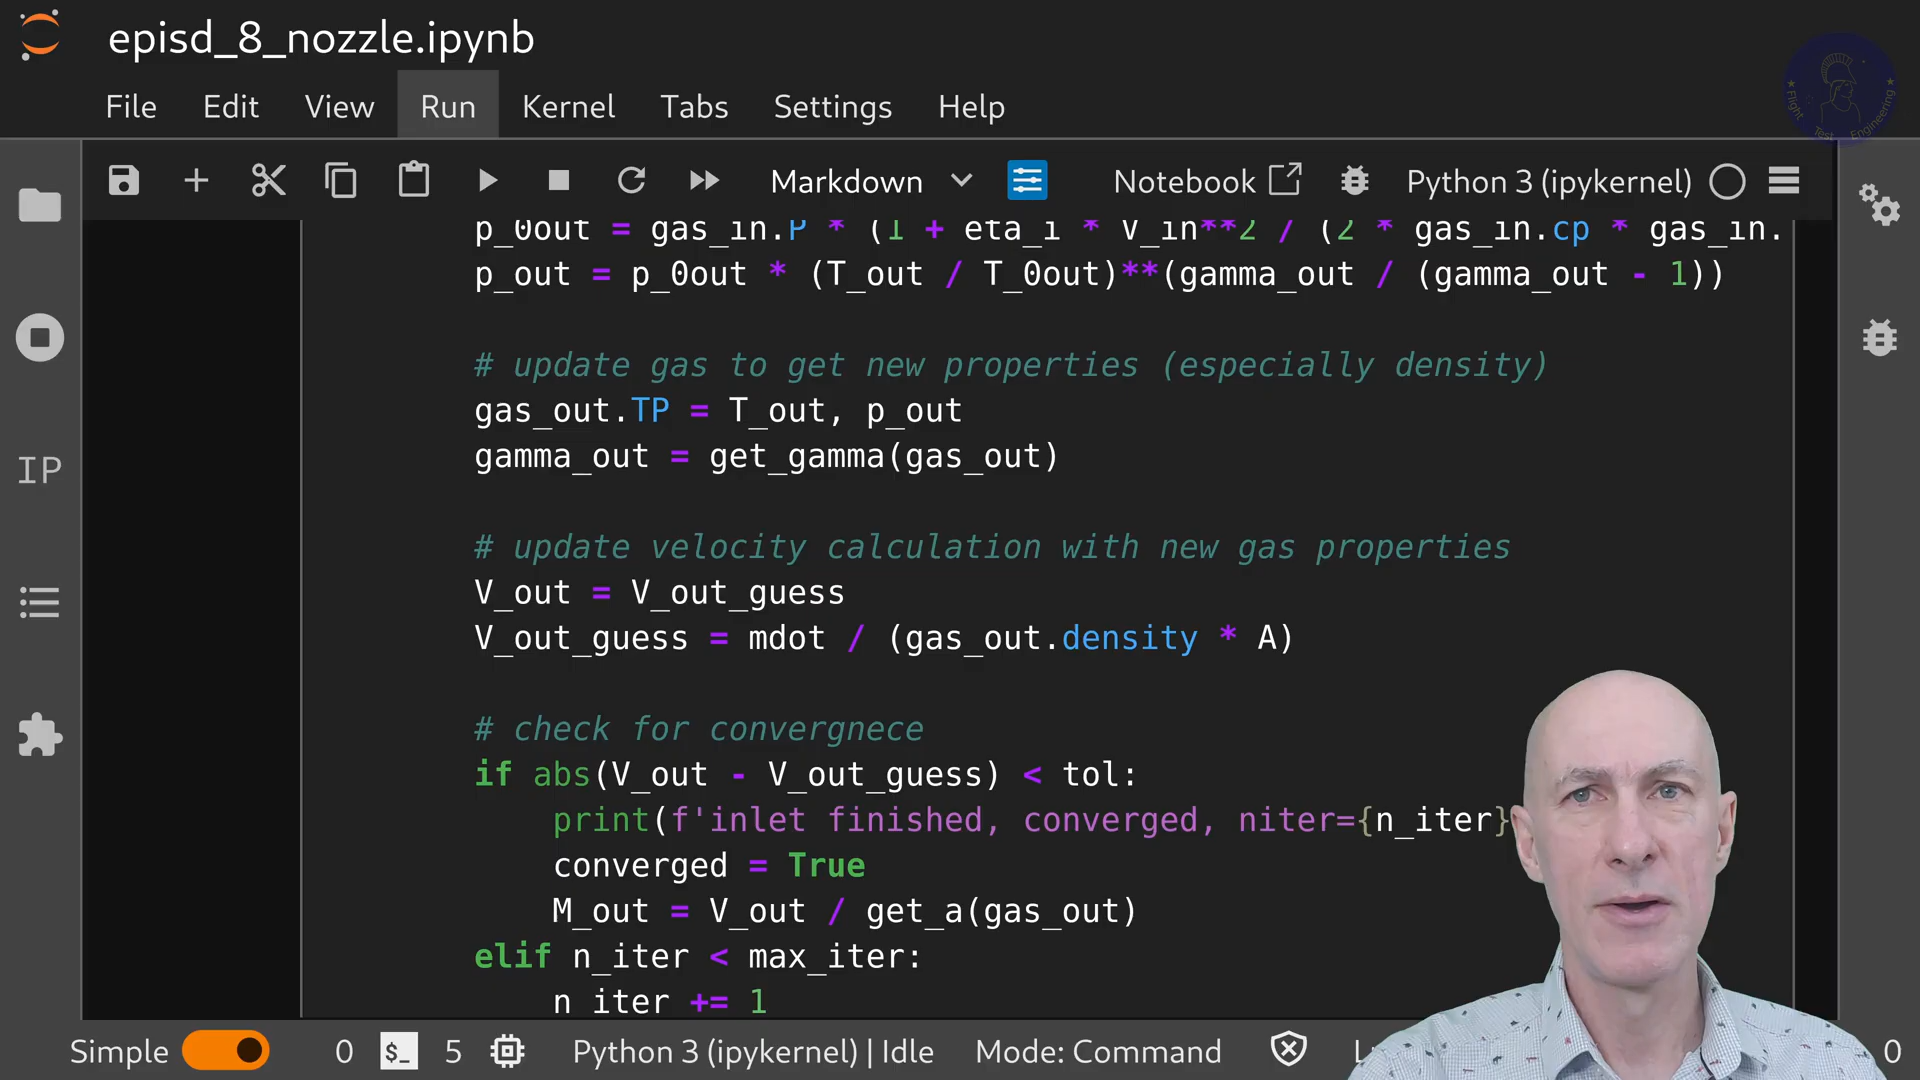 episd_8_nozzle.ipynb
File Edit View Run Kernel Tabs Settings Help
Markdown Notebook Python 3 (ipykernel)
Flight Test Engineering
p_0out = gas_in.P * (1 + eta_i * V_in**2 / (2 * gas_in.cp * gas_in.
p_out = p_0out * (T_out / T_0out)**(gamma_out / (gamma_out - 1))
# update gas to get new properties (especially density)
gas_out.TP = T_out, p_out
gamma_out = get_gamma(gas_out)
IP
# update velocity calculation with new gas properties
V_out = V_out_guess
V_out_guess = mdot / (gas_out.density * A)
# check for convergnece
if abs(V_out - V_out_guess) < tol:
print(f'inlet finished, converged, niter={n_iter}
converged = True
M_out = V_out / get_a(gas_out)
elif n_iter < max_iter:
n_iter += 1
Simple 0 $_ 5 Python 3 (ipykernel) | Idle Mode: Command 0